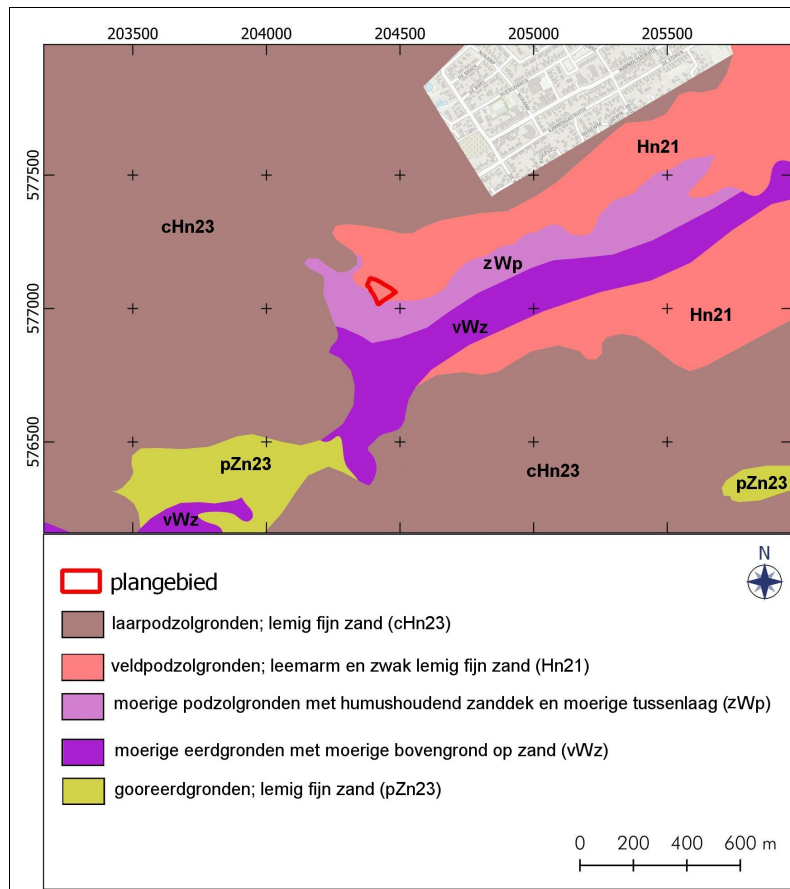 203500 204000 204500 205000 205500
577500
577000
576500
Hn21
cHn23
zWp
Hn21
vWz
pZn23
cHn23
pZn23
vWz
N
plangebied
laarpodzolgronden; lemig fijn zand (cHn23)
veldpodzolgronden; leemarm en zwak lemig fijn zand (Hn21)
moerige podzolgronden met humushoudend zanddek en moerige tussenlaag (zWp)
moerige eerdgronden met moerige bovengrond op zand (vWz)
gooreerdgronden; lemig fijn zand (pZn23)
0 200 400 600 m